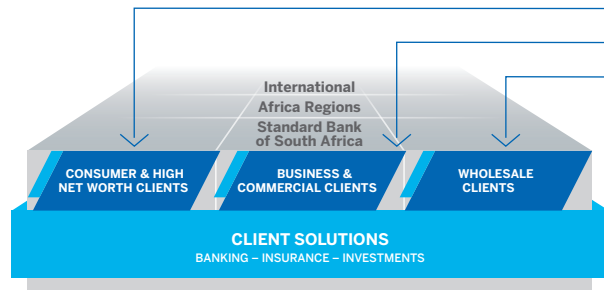 International
Africa Regions
Standard Bank
of South Africa
CONSUMER & HIGH
NET WORTH CLIENTS
BUSINESS &
COMMERCIAL CLIENTS
WHOLESALE
CLIENTS
CLIENT SOLUTIONS
BANKING – INSURANCE – INVESTMENTS